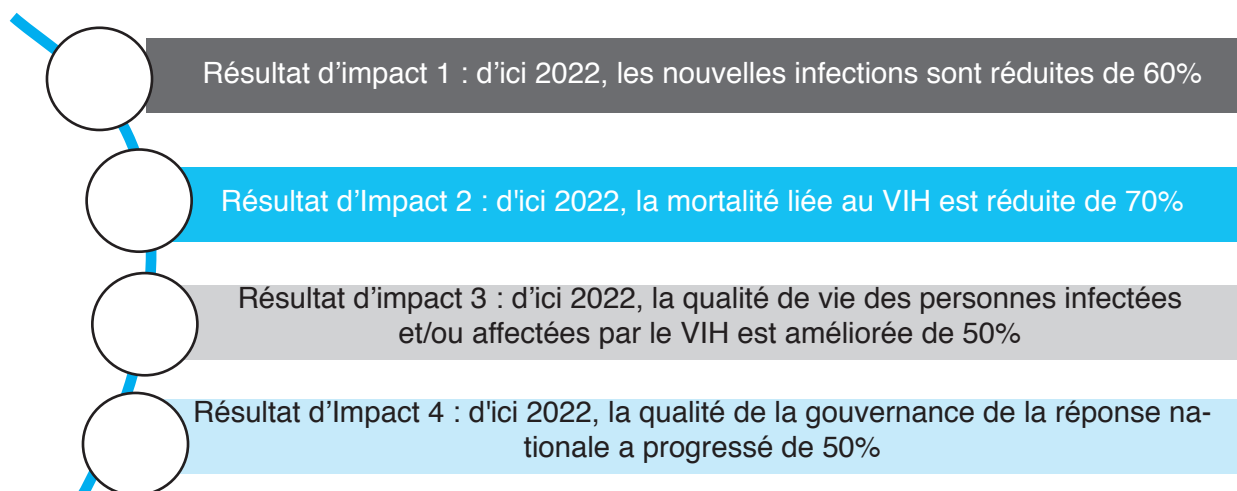 Résultat d’impact 1 : d’ici 2022, les nouvelles infections sont réduites de 60%
Résultat d’Impact 2 : d'ici 2022, la mortalité liée au VIH est réduite de 70%
Résultat d’impact 3 : d’ici 2022, la qualité de vie des personnes infectées
et/ou affectées par le VIH est améliorée de 50%
Résultat d’Impact 4 : d'ici 2022, la qualité de la gouvernance de la réponse na-
tionale a progressé de 50%